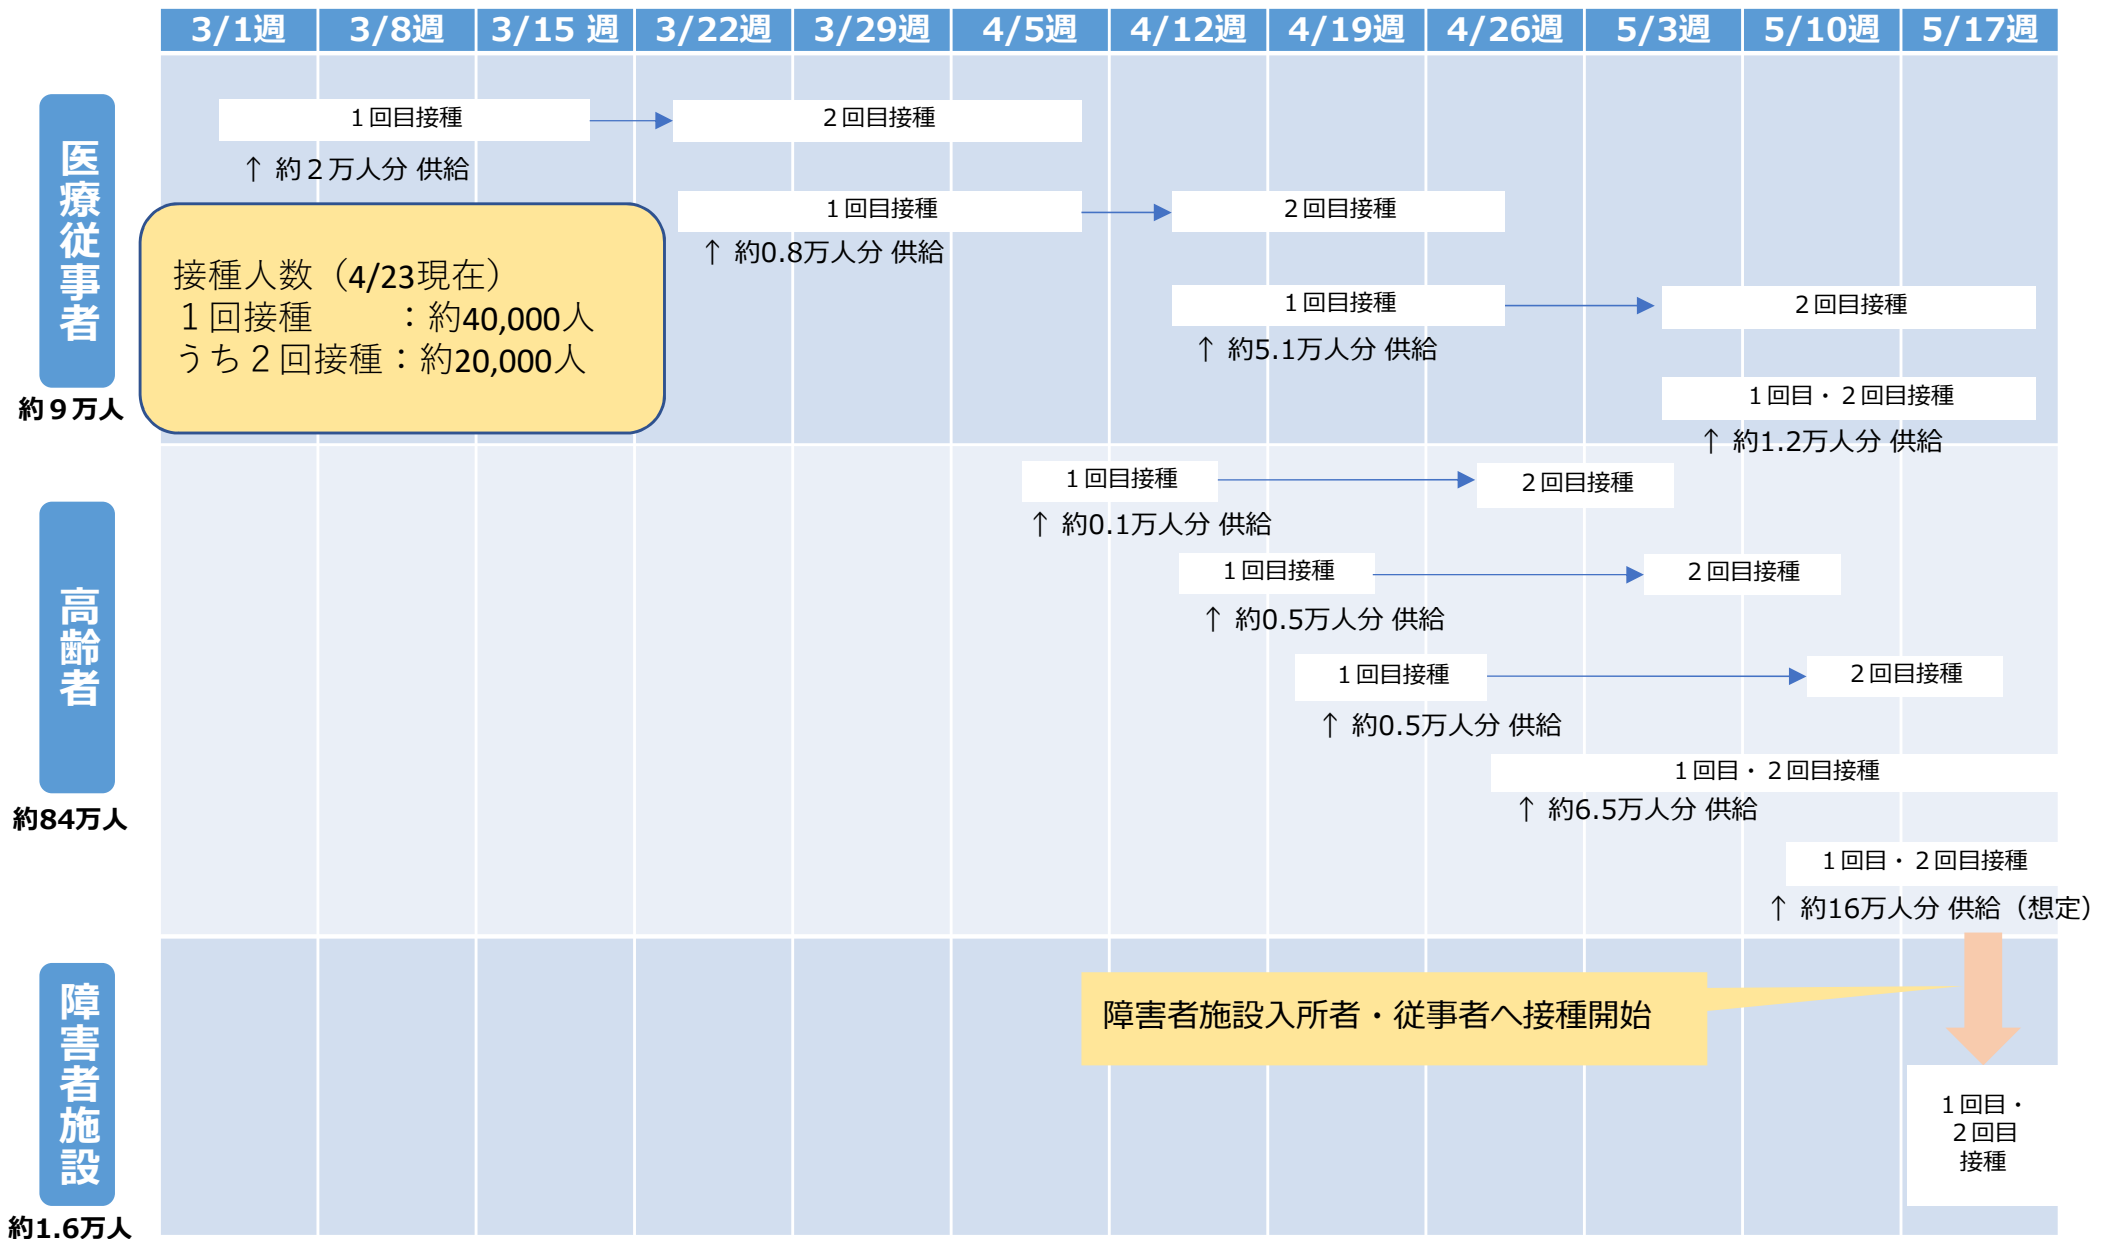 3/1週 3/8週 3/15 週 3/22週 3/29週 4/5週 4/12週 4/19週 4/26週 5/3週 5/10週 5/17週
医療従事者
約９万人
１回目接種
２回目接種
↑ 約２万人分 供給
１回目接種
２回目接種
↑ 約0.8万人分 供給
１回目接種
２回目接種
↑ 約5.1万人分 供給
１回目・２回目接種
↑ 約1.2万人分 供給
接種人数（4/23現在）
１回接種　　　：約40,000人
うち２回接種：約20,000人
高齢者
約84万人
１回目接種
２回目接種
↑ 約0.1万人分 供給
１回目接種
２回目接種
↑ 約0.5万人分 供給
１回目接種
２回目接種
↑ 約0.5万人分 供給
１回目・２回目接種
↑ 約6.5万人分 供給
１回目・２回目接種
↑ 約16万人分 供給（想定）
障害者施設
約1.6万人
障害者施設入所者・従事者へ接種開始
１回目・
２回目
接種